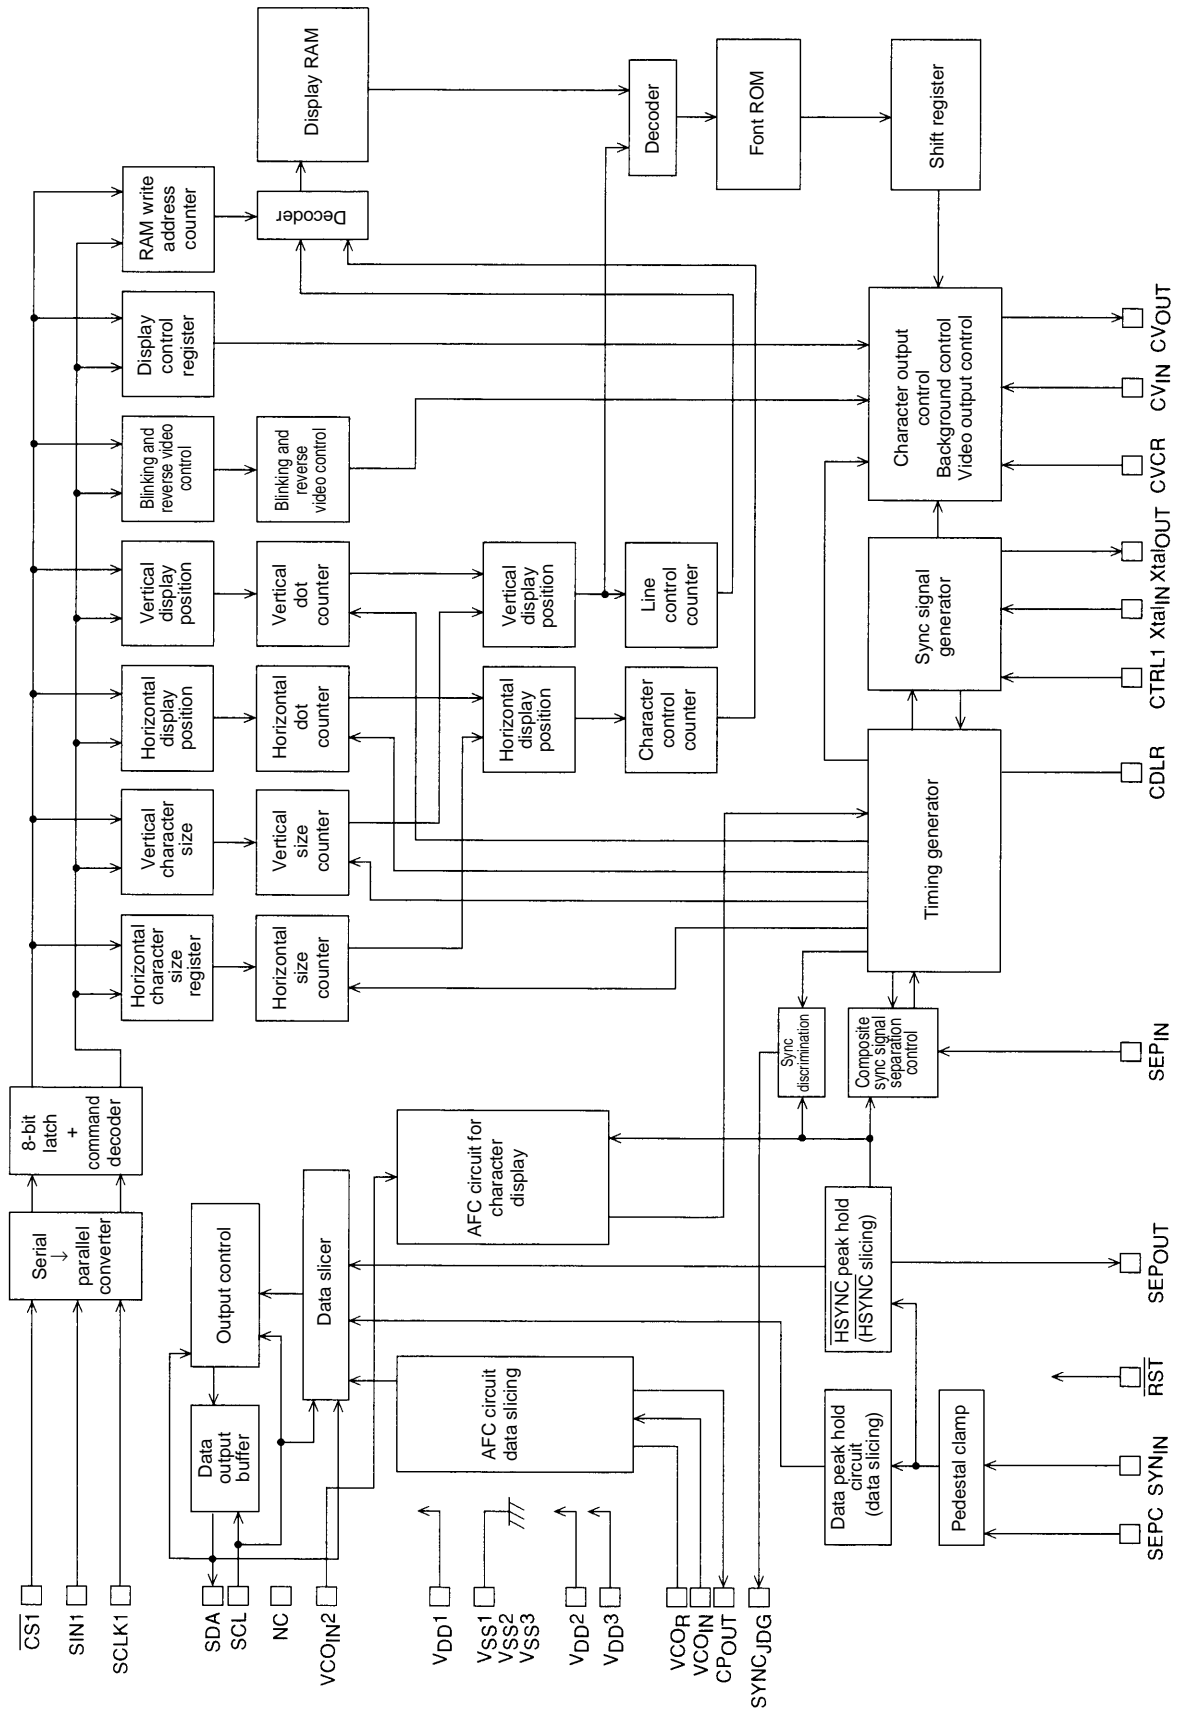 CS1
SIN1
SCLK1
SDA
SCL
NC
VCOIN2
VDD1
VSS1
VSS2
VSS3
VDD2
VDD3
VCOR
VCOIN
CPOUT
SYNCJDG
Serial
↓
parallel
converter
8-bit
latch
+
command
decoder
Horizontal
character
size
register
Vertical
character
size
Horizontal
display
position
Vertical
display
position
Blinking and
reverse video
control
Display
control
register
RAM write
address
counter
Data
output
buffer
Output control
Data slicer
Horizontal
size
counter
Vertical
size
counter
Horizontal
dot
counter
Vertical
dot
counter
Blinking and
reverse
video control
Decoder
Display RAM
AFC circuit
data slicing
AFC circuit for
character
display
Horizontal
display
position
Vertical
display
position
Character
control
counter
Line
control
counter
Decoder
Font ROM
Shift register
Data peak hold
circuit
(data slicing)
Pedestal clamp
HSYNC peak hold
(HSYNC slicing)
Sync
discrimination
Composite
sync signal
separation
control
Timing generator
Sync signal
generator
Character output
control
Background control
Video output control
SEPC
SYNIN
RST
SEPOUT
SEPIN
CDLR
CTRL1
XtalIN
XtalOUT
CVCR
CVIN
CVOUT